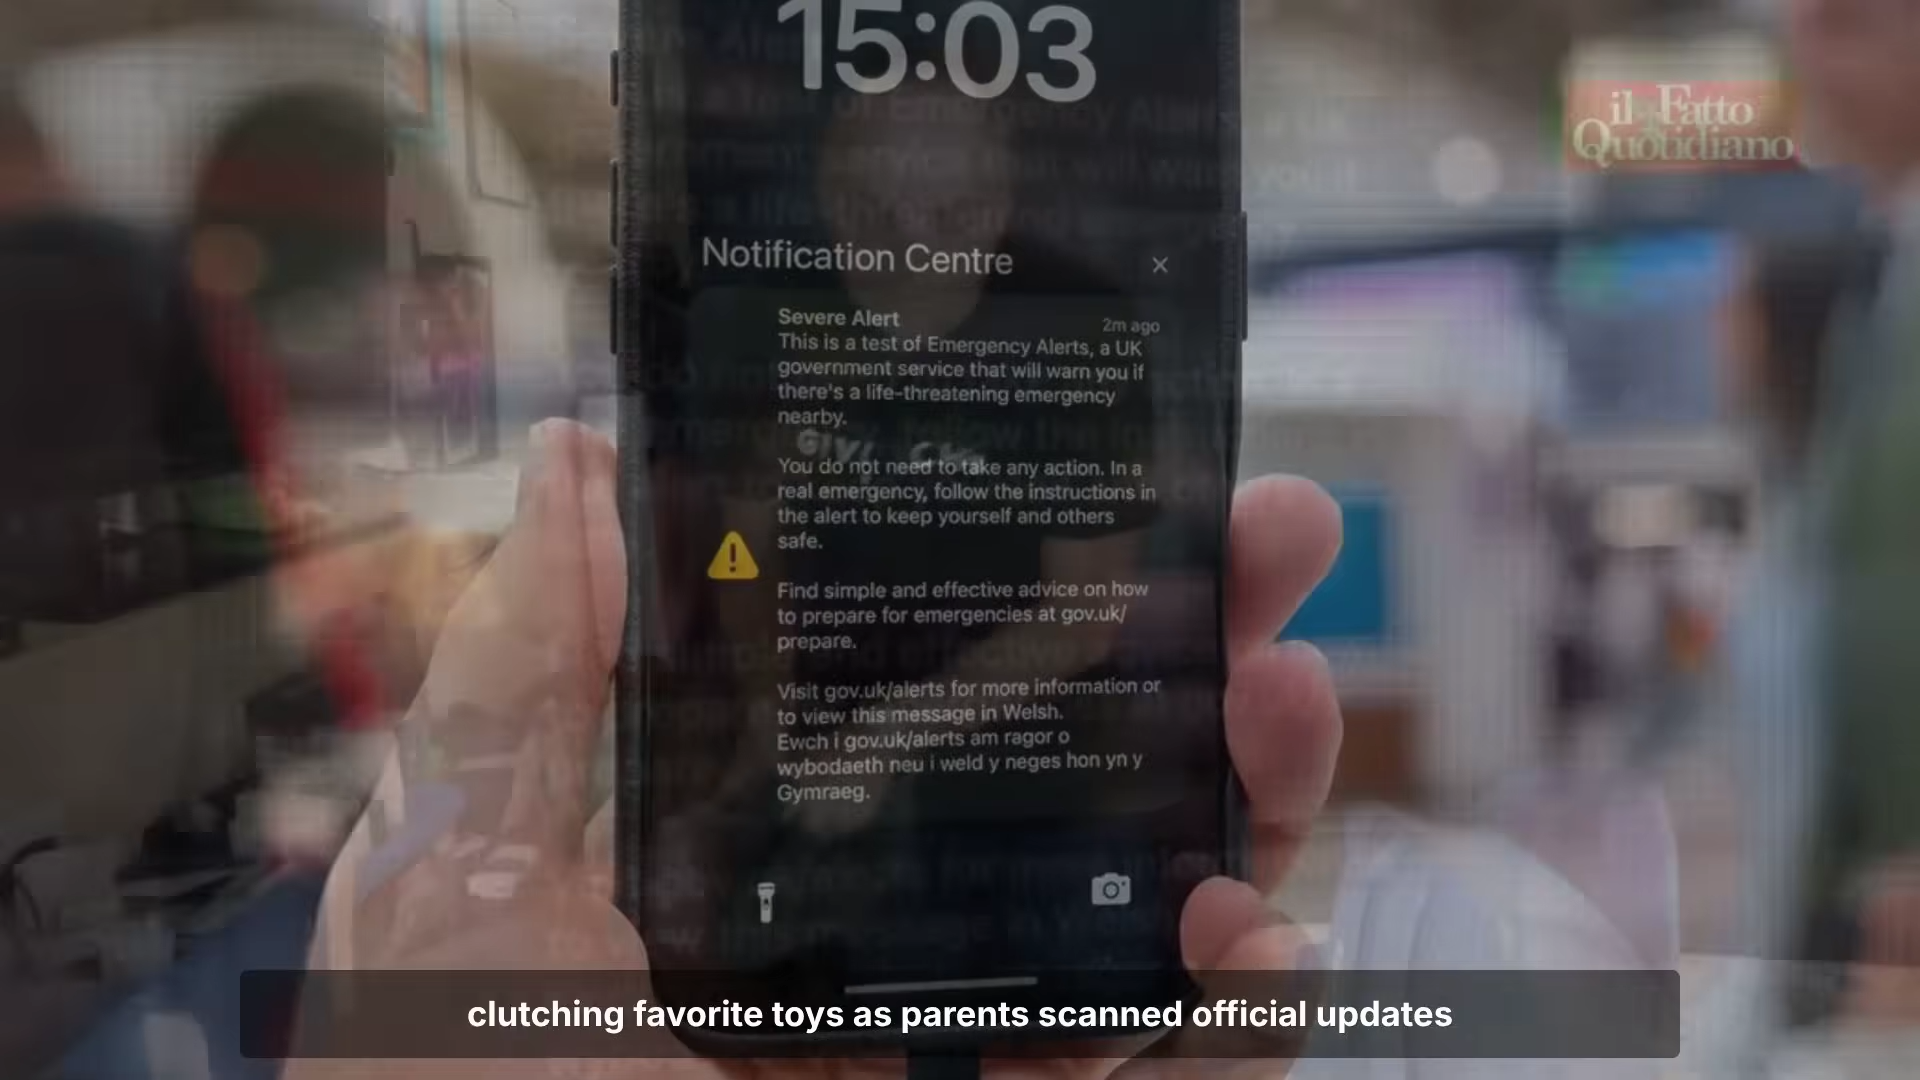 15:03
il Fatto
Quotidiano
Notification Centre
Severe Alert
2m ago
This is a test of Emergency Alerts, a UK
government service that will warn you if
there's a life-threatening emergency
nearby.
You do not need to take any action. In a
real emergency, follow the instructions in
the alert to keep yourself and others
safe.
Find simple and effective advice on how
to prepare for emergencies at gov.uk/
prepare.
Visit gov.uk/alerts for more information or
to view this message in Welsh.
Ewch i gov.uk/alerts am ragor o
wybodaeth neu i weld y neges hon yn y
Gymraeg.
clutching favorite toys as parents scanned official updates